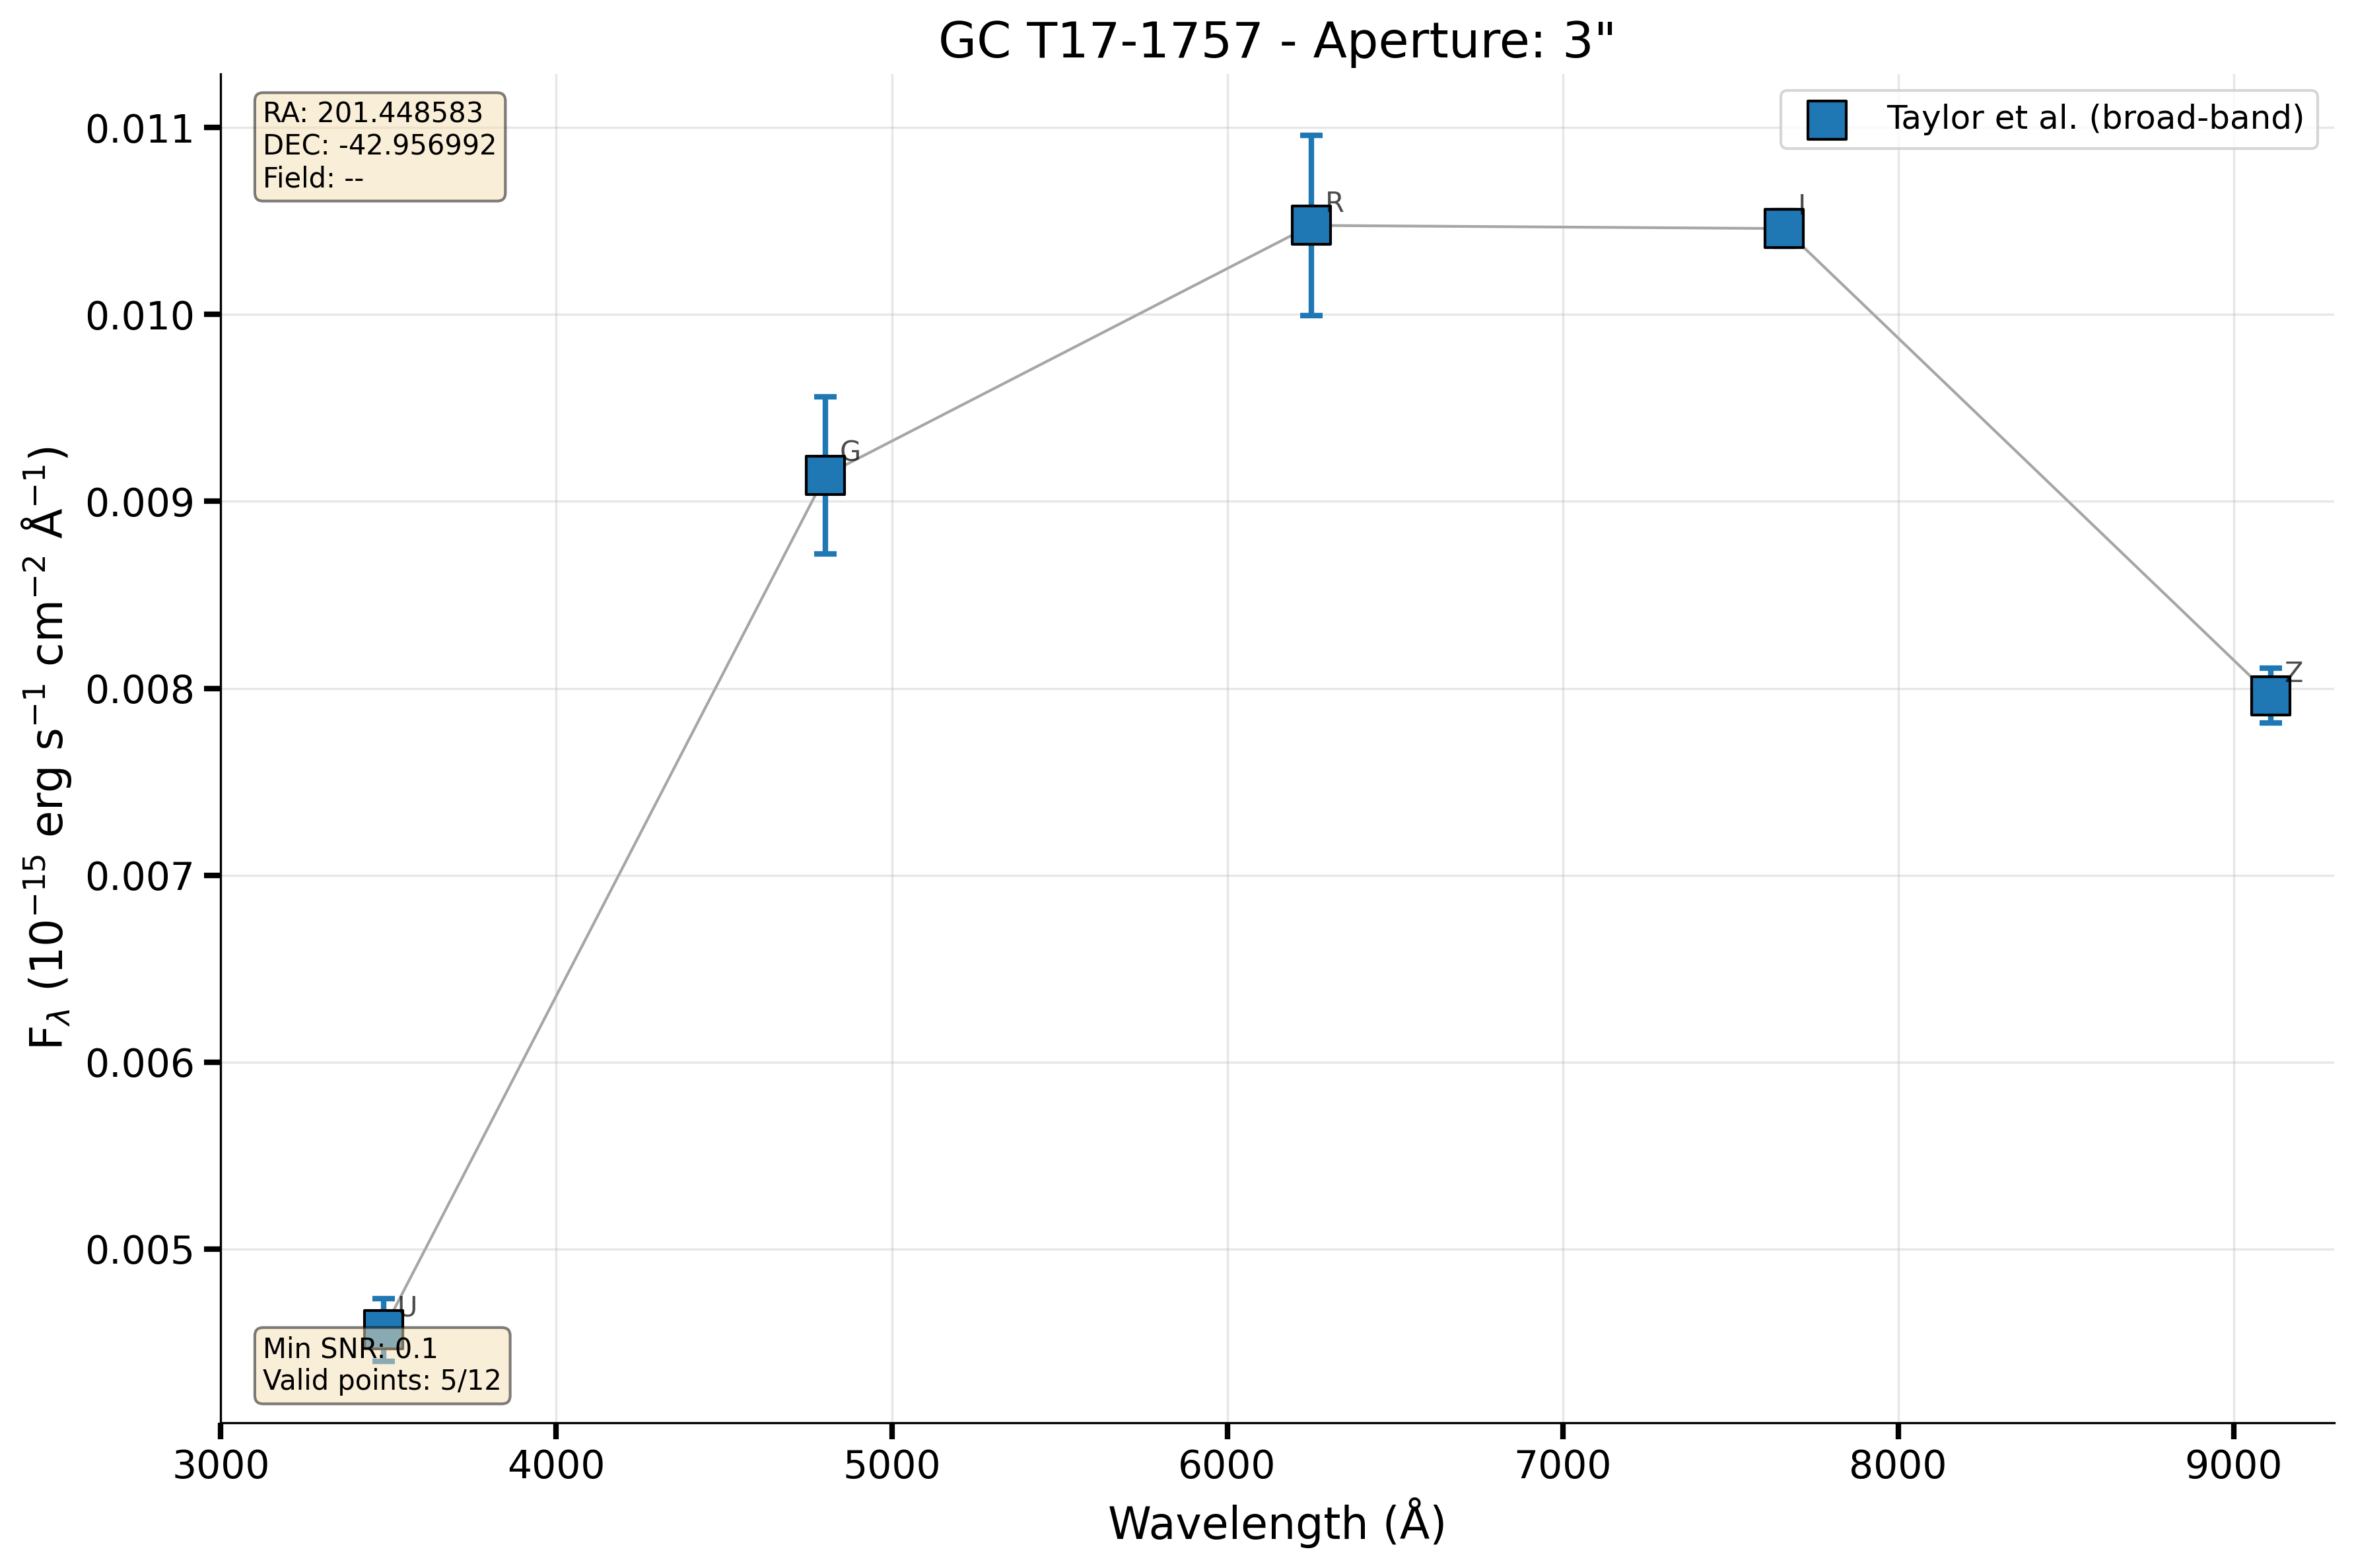 GC T17-1757 - Aperture: 3"
RA: 201.448583
DEC: -42.956992
Field: --
Taylor et al. (broad-band)
0.011
0.010
0.009
0.008
0.007
0.006
0.005
F_λ (10⁻¹⁵ erg s⁻¹ cm⁻² Å⁻¹)
R
I
G
Z
U
Min SNR: 0.1
Valid points: 5/12
3000 4000 5000 6000 7000 8000 9000
Wavelength (Å)